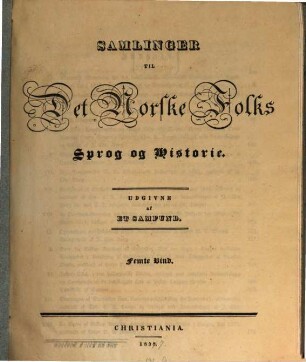 SAMLINGER
TIL
Det Norske Folks
Sprog og Historie.
UDGIVNE
af
ET SAMFUND.
Femte Bind.
CHRISTIANIA.